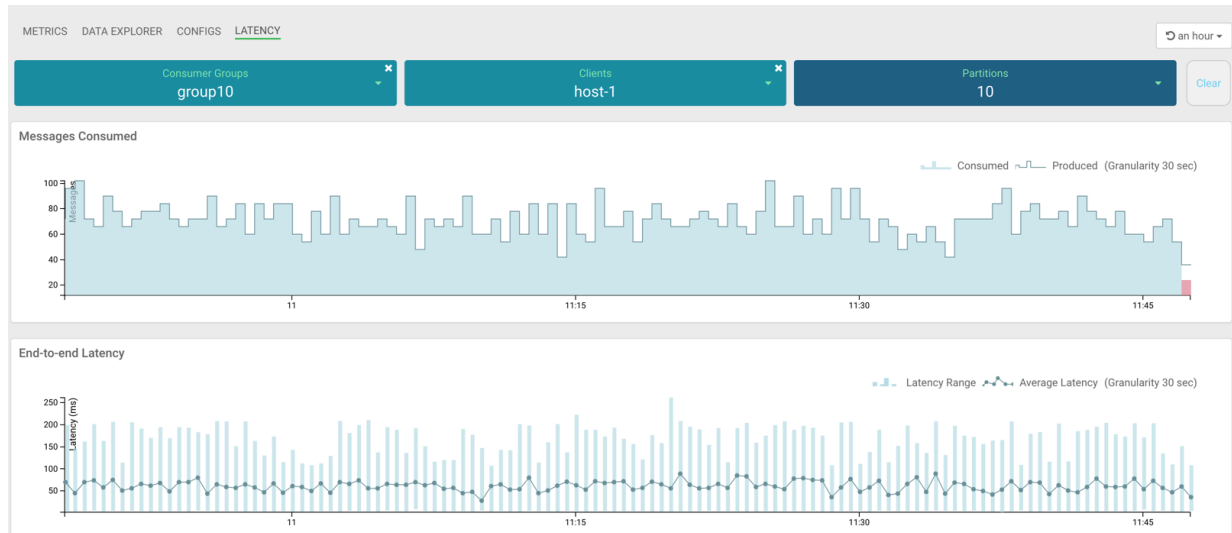 METRICS DATA EXPLORER CONFIGS LATENCY
an hour
Consumer Groups
group10
Clients
host-1
Partitions
10
Clear
Messages Consumed
Consumed Produced (Granularity 30 sec)
Messages
100
80
60
40
20
11 11:15 11:30 11:45
End-to-end Latency
Latency Range Average Latency (Granularity 30 sec)
Latency (ms)
250
200
150
100
50
11 11:15 11:30 11:45